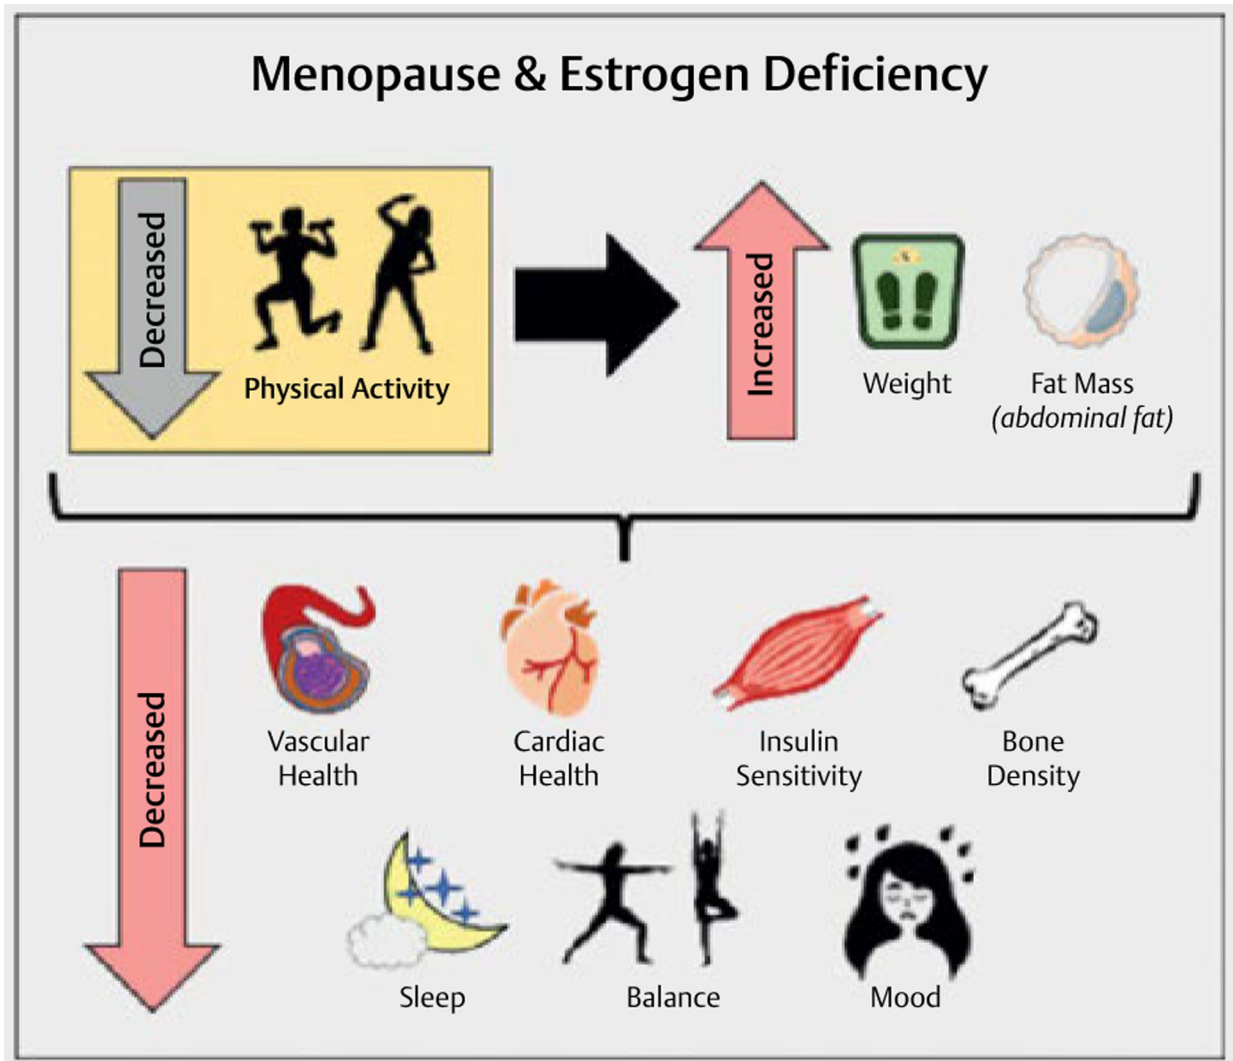 Menopause & Estrogen Deficiency
Decreased
Physical Activity
Increased
Weight
Fat Mass
(abdominal fat)
Decreased
Vascular
Health
Cardiac
Health
Insulin
Sensitivity
Bone
Density
Sleep
Balance
Mood